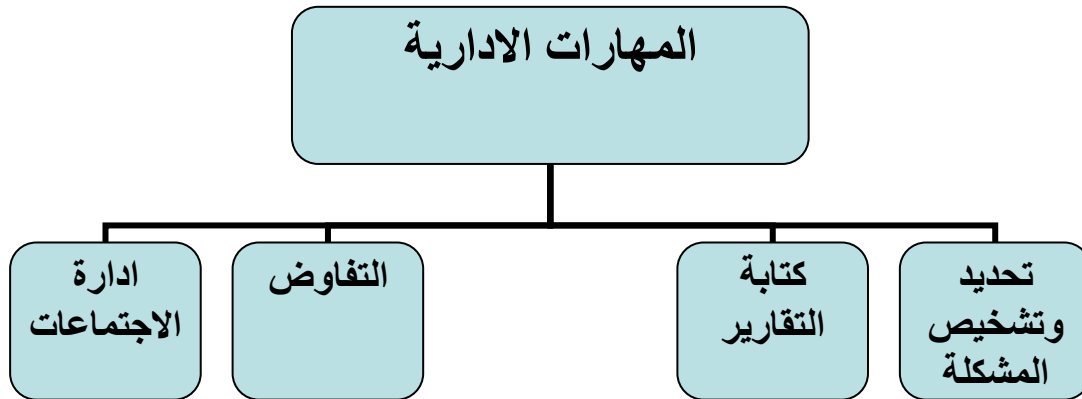 المهارات الادارية
تحديد
وتشخيص
المشكلة
كتابة
التقارير
التفاوض
ادارة
الاجتماعات